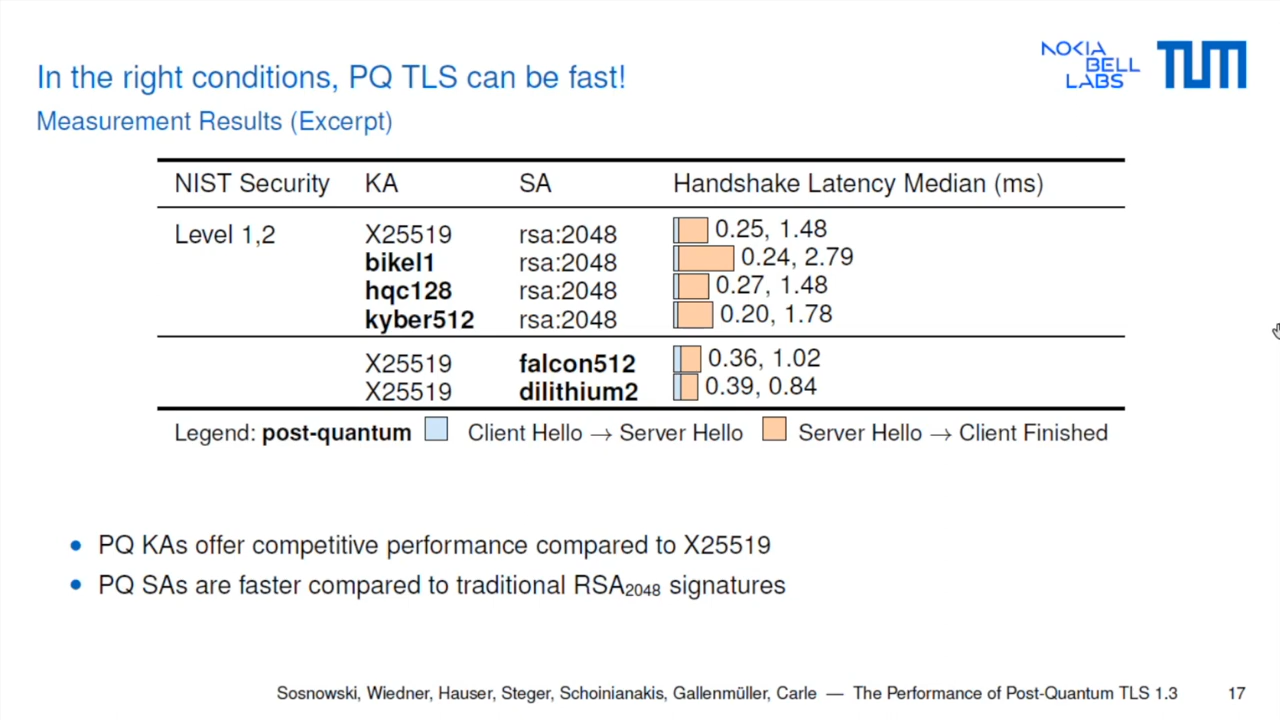 NOKIA
BELL
LABS
TUM
In the right conditions, PQ TLS can be fast!
Measurement Results (Excerpt)
NIST Security KA SA Handshake Latency Median (ms)
Level 1,2 X25519 rsa:2048 0.25, 1.48
bikel1 rsa:2048 0.24, 2.79
hqc128 rsa:2048 0.27, 1.48
kyber512 rsa:2048 0.20, 1.78
X25519 falcon512 0.36, 1.02
X25519 dilithium2 0.39, 0.84
Legend: post-quantum Client Hello → Server Hello Server Hello → Client Finished
• PQ KAs offer competitive performance compared to X25519
• PQ SAs are faster compared to traditional RSA2048 signatures
Sosnowski, Wiedner, Hauser, Steger, Schoinianakis, Gallenmüller, Carle — The Performance of Post-Quantum TLS 1.3 17